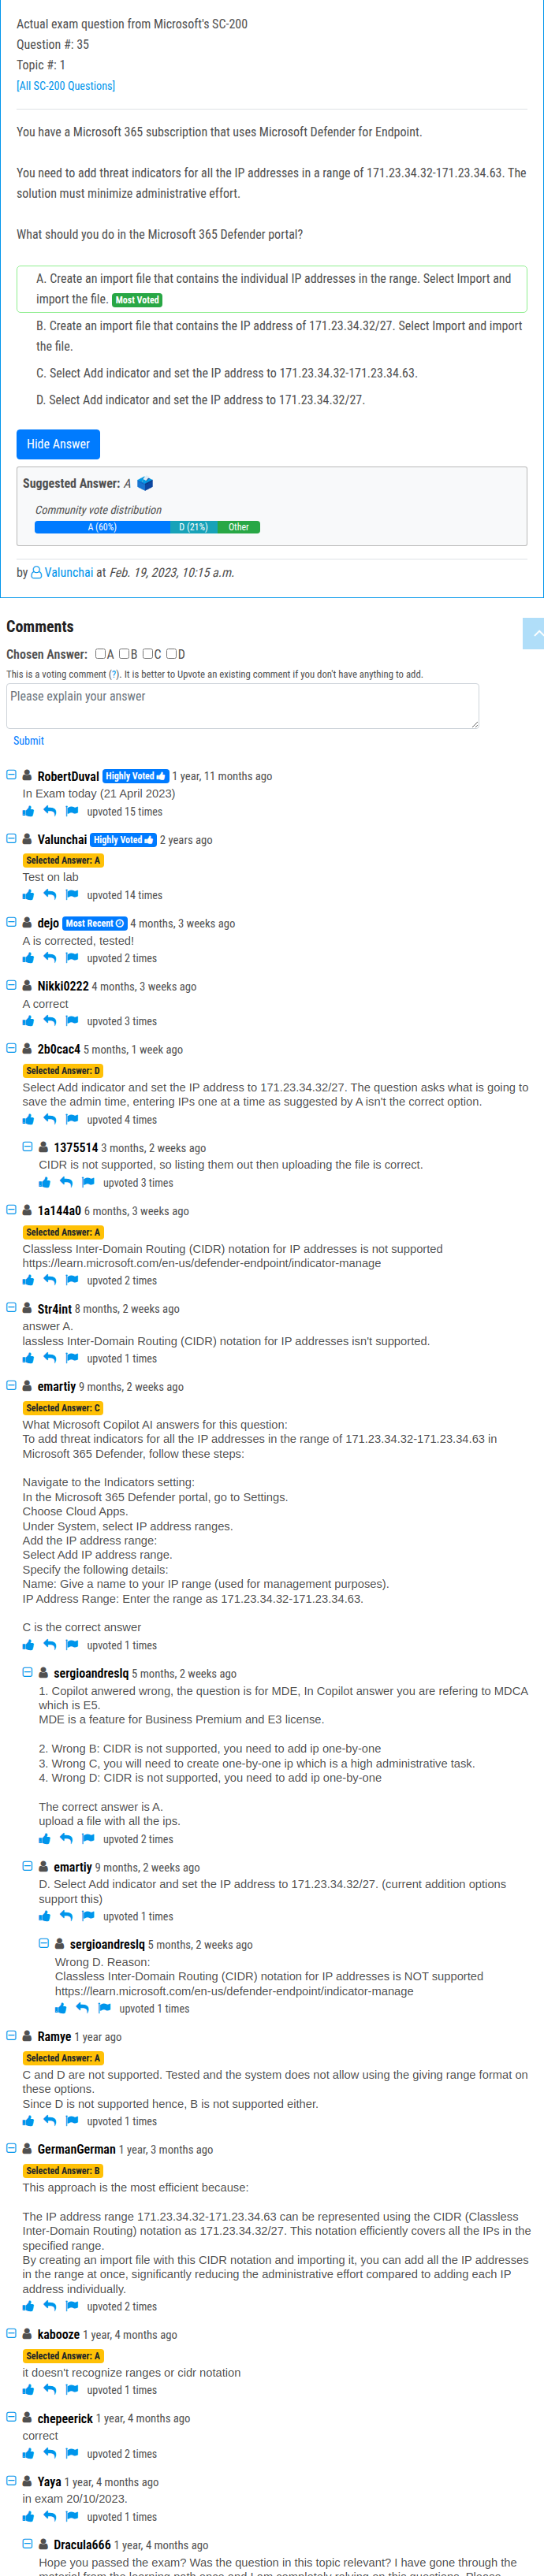 Actual exam question from Microsoft's SC-200
Question #: 35
Topic #: 1
[All SC-200 Questions]
You have a Microsoft 365 subscription that uses Microsoft Defender for Endpoint.
You need to add threat indicators for all the IP addresses in a range of 171.23.34.32-171.23.34.63. The
solution must minimize administrative effort.
What should you do in the Microsoft 365 Defender portal?
A. Create an import file that contains the individual IP addresses in the range. Select Import and
import the file. Most Voted
B. Create an import file that contains the IP address of 171.23.34.32/27. Select Import and import
the file.
C. Select Add indicator and set the IP address to 171.23.34.32-171.23.34.63.
D. Select Add indicator and set the IP address to 171.23.34.32/27.
Hide Answer
Suggested Answer: A
Community vote distribution
A (60%) D (21%) Other
by Valunchai at Feb. 19, 2023, 10:15 a.m.
Comments
Chosen Answer: A B C D
This is a voting comment (?). It is better to Upvote an existing comment if you don't have anything to add.
Please explain your answer
Submit
RobertDuval Highly Voted 1 year, 11 months ago
In Exam today (21 April 2023)
upvoted 15 times
Valunchai Highly Voted 2 years ago
Selected Answer: A
Test on lab
upvoted 14 times
dejo Most Recent 4 months, 3 weeks ago
A is corrected, tested!
upvoted 2 times
Nikki0222 4 months, 3 weeks ago
A correct
upvoted 3 times
2b0cac4 5 months, 1 week ago
Selected Answer: D
Select Add indicator and set the IP address to 171.23.34.32/27. The question asks what is going to
save the admin time, entering IPs one at a time as suggested by A isn't the correct option.
upvoted 4 times
1375514 3 months, 2 weeks ago
CIDR is not supported, so listing them out then uploading the file is correct.
upvoted 3 times
1a144a0 6 months, 3 weeks ago
Selected Answer: A
Classless Inter-Domain Routing (CIDR) notation for IP addresses is not supported
https://learn.microsoft.com/en-us/defender-endpoint/indicator-manage
upvoted 2 times
Str4int 8 months, 2 weeks ago
answer A.
lassless Inter-Domain Routing (CIDR) notation for IP addresses isn't supported.
upvoted 1 times
emartiy 9 months, 2 weeks ago
Selected Answer: C
What Microsoft Copilot AI answers for this question:
To add threat indicators for all the IP addresses in the range of 171.23.34.32-171.23.34.63 in
Microsoft 365 Defender, follow these steps:
Navigate to the Indicators setting:
In the Microsoft 365 Defender portal, go to Settings.
Choose Cloud Apps.
Under System, select IP address ranges.
Add the IP address range:
Select Add IP address range.
Specify the following details:
Name: Give a name to your IP range (used for management purposes).
IP Address Range: Enter the range as 171.23.34.32-171.23.34.63.
C is the correct answer
upvoted 1 times
sergioandreslq 5 months, 2 weeks ago
1. Copilot anwered wrong, the question is for MDE, In Copilot answer you are refering to MDCA
which is E5.
MDE is a feature for Business Premium and E3 license.
2. Wrong B: CIDR is not supported, you need to add ip one-by-one
3. Wrong C, you will need to create one-by-one ip which is a high administrative task.
4. Wrong D: CIDR is not supported, you need to add ip one-by-one
The correct answer is A.
upload a file with all the ips.
upvoted 2 times
emartiy 9 months, 2 weeks ago
D. Select Add indicator and set the IP address to 171.23.34.32/27. (current addition options
support this)
upvoted 1 times
sergioandreslq 5 months, 2 weeks ago
Wrong D. Reason:
Classless Inter-Domain Routing (CIDR) notation for IP addresses is NOT supported
https://learn.microsoft.com/en-us/defender-endpoint/indicator-manage
upvoted 1 times
Ramye 1 year ago
Selected Answer: A
C and D are not supported. Tested and the system does not allow using the giving range format on
these options.
Since D is not supported hence, B is not supported either.
upvoted 1 times
GermanGerman 1 year, 3 months ago
Selected Answer: B
This approach is the most efficient because:
The IP address range 171.23.34.32-171.23.34.63 can be represented using the CIDR (Classless
Inter-Domain Routing) notation as 171.23.34.32/27. This notation efficiently covers all the IPs in the
specified range.
By creating an import file with this CIDR notation and importing it, you can add all the IP addresses
in the range at once, significantly reducing the administrative effort compared to adding each IP
address individually.
upvoted 2 times
kabooze 1 year, 4 months ago
Selected Answer: A
it doesn't recognize ranges or cidr notation
upvoted 1 times
chepeerick 1 year, 4 months ago
correct
upvoted 2 times
Yaya 1 year, 4 months ago
in exam 20/10/2023.
upvoted 1 times
Dracula666 1 year, 4 months ago
Hope you passed the exam? Was the question in this topic relevant? I have gone through the